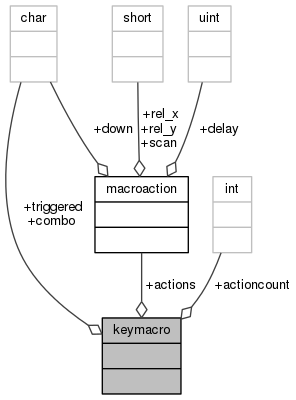 char
short
uint
+rel_x
+down
+rel_y
+delay
+scan
macroaction
int
+triggered
+combo
+actions
+actioncount
keymacro